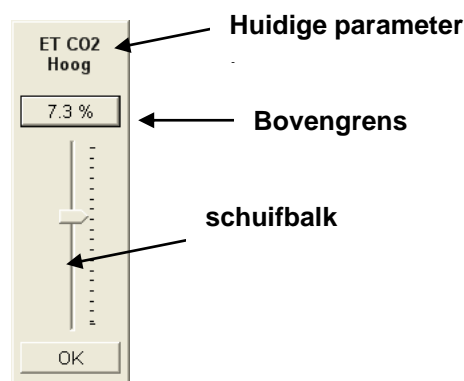 Huidige parameter
ET CO2
Hoog
7.3 %
Bovengrens
schuifbalk
OK